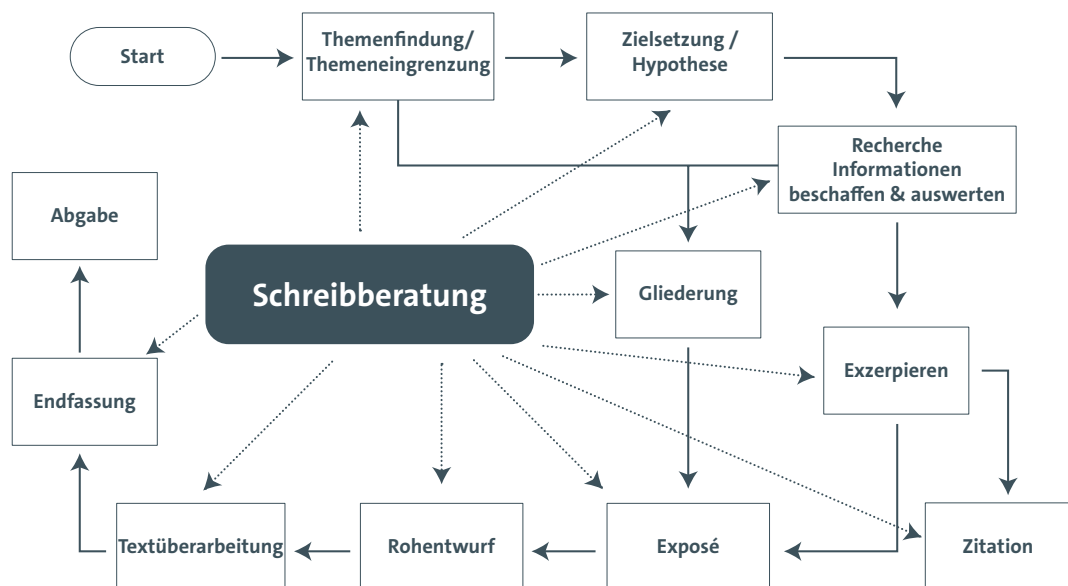 Start
Themenfindung/
Themeneingrenzung
Zielsetzung /
Hypothese
Recherche
Informationen
beschaffen & auswerten
Abgabe
Schreibberatung
Gliederung
Exzerpieren
Endfassung
Textüberarbeitung
Rohentwurf
Exposé
Zitation